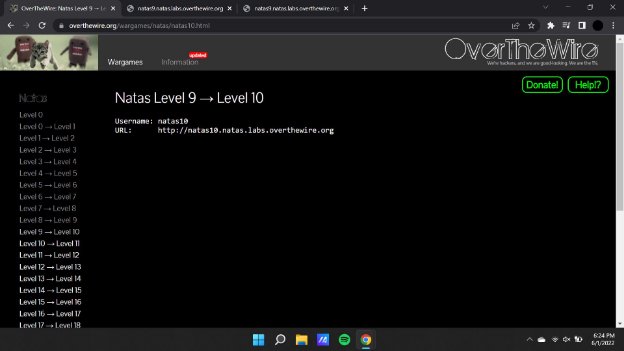 OverTheWire: Natas Level 9 → L
natas9.natas.labs.overthewire.org
natas9.natas.labs.overthewire.or
overthewire.org/wargames/natas/natas10.html
OverTheWire
We're hackers, and we are good-looking. We are the 1%.
Wargames
Information
updated
Donate!
Help!?
Natas
Level 0
Level 0 → Level 1
Level 1 → Level 2
Level 2 → Level 3
Level 3 → Level 4
Level 4 → Level 5
Level 5 → Level 6
Level 6 → Level 7
Level 7 → Level 8
Level 8 → Level 9
Level 9 → Level 10
Level 10 → Level 11
Level 11 → Level 12
Level 12 → Level 13
Level 13 → Level 14
Level 14 → Level 15
Level 15 → Level 16
Level 16 → Level 17
Level 17 → Level 18
Natas Level 9 → Level 10
Username: natas10
URL: http://natas10.natas.labs.overthewire.org
6:24 PM
6/1/2022